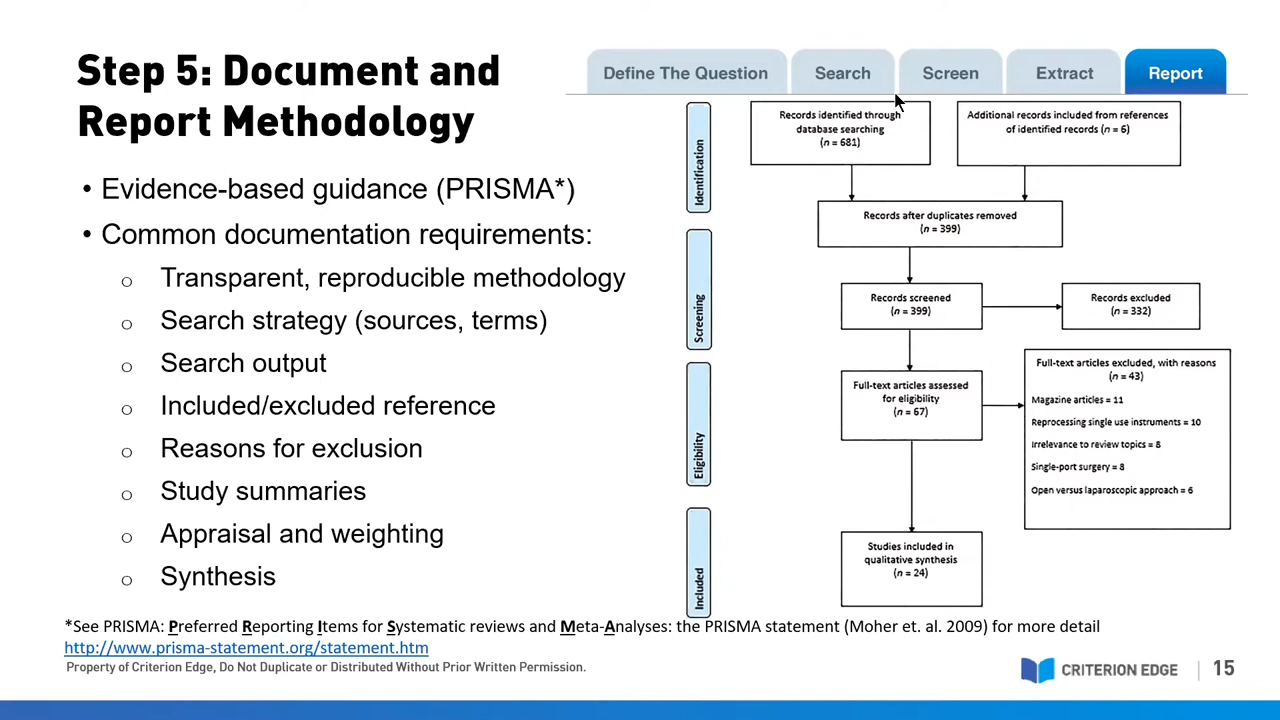 Step 5: Document and
Report Methodology
Define The Question
Search
Screen
Extract
Report
• Evidence-based guidance (PRISMA*)
• Common documentation requirements:
o Transparent, reproducible methodology
o Search strategy (sources, terms)
o Search output
o Included/excluded reference
o Reasons for exclusion
o Study summaries
o Appraisal and weighting
o Synthesis
Identification
Records identified through
database searching
(n = 681)
Additional records included from references
of identified records (n = 6)
Records after duplicates removed
(n = 399)
Screening
Records screened
(n = 399)
Records excluded
(n = 332)
Eligibility
Full-text articles assessed
for eligibility
(n = 67)
Full-text articles excluded, with reasons
(n = 43)
Magazine articles = 11
Reprocessing single use instruments = 10
Irrelevance to review topics = 8
Single-port surgery = 8
Open versus laparoscopic approach = 6
Included
Studies included in
qualitative synthesis
(n = 24)
*See PRISMA: Preferred Reporting Items for Systematic reviews and Meta-Analyses: the PRISMA statement (Moher et. al. 2009) for more detail
http://www.prisma-statement.org/statement.htm
Property of Criterion Edge, Do Not Duplicate or Distributed Without Prior Written Permission.
CRITERION EDGE | 15